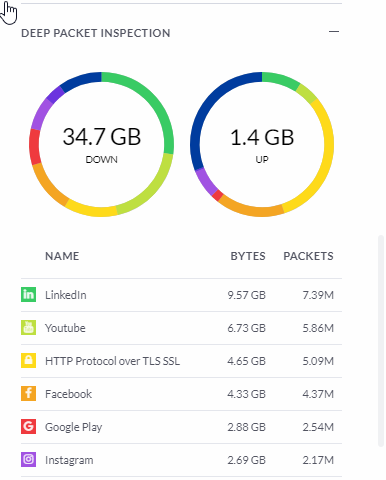 DEEP PACKET INSPECTION
34.7 GB
DOWN
1.4 GB
UP
NAME BYTES PACKETS
LinkedIn 9.57 GB 7.39M
Youtube 6.73 GB 5.86M
HTTP Protocol over TLS SSL 4.65 GB 5.09M
Facebook 4.33 GB 4.37M
Google Play 2.88 GB 2.54M
Instagram 2.69 GB 2.17M